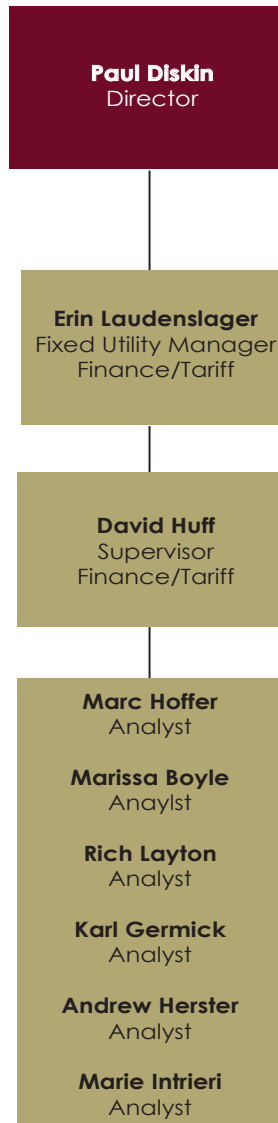 Paul Diskin
Director
Erin Laudenslager
Fixed Utility Manager
Finance/Tariff
David Huff
Supervisor
Finance/Tariff
Marc Hoffer
Analyst
Marissa Boyle
Anaylst
Rich Layton
Analyst
Karl Germick
Analyst
Andrew Herster
Analyst
Marie Intrieri
Analyst